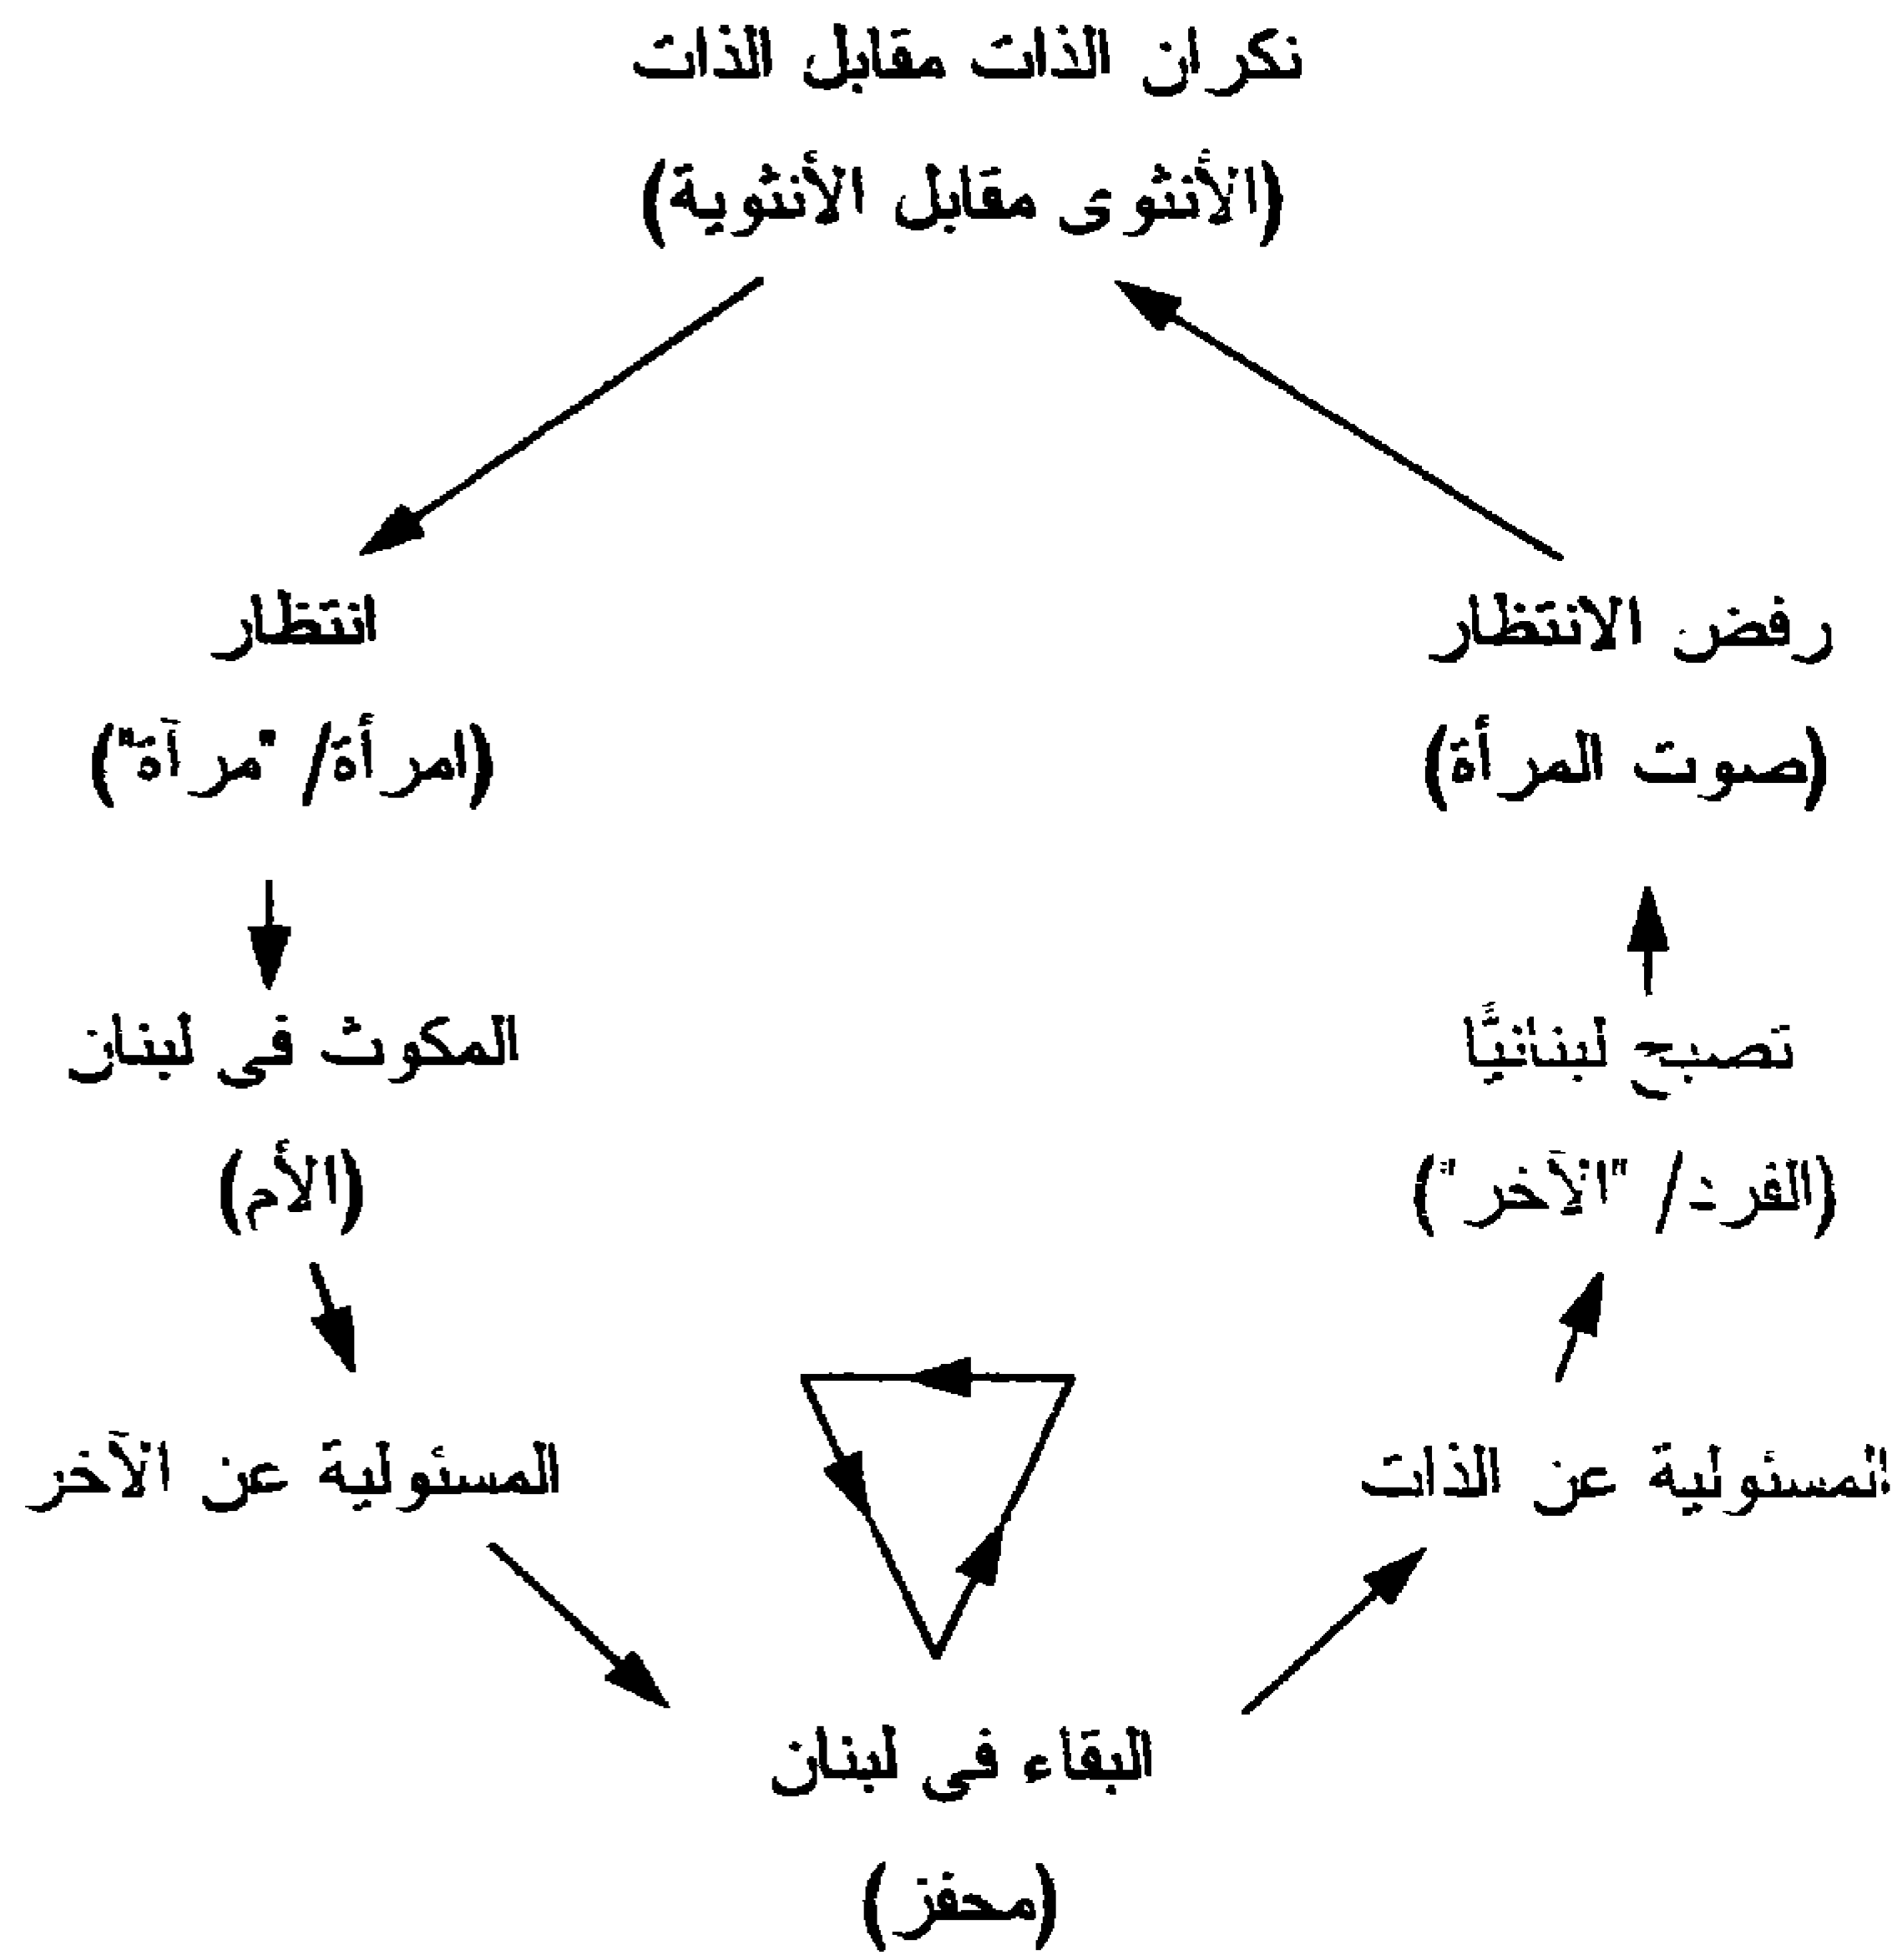 نكران الذات مقابل الذات
(الأنثوى مقابل الأنثوية)
رفض الانتظار
(صوت المرأة)
انتظار
(امرأة/ "مرآة")
تصبح لبنانيًّا
(الفرد/ "الآخر")
المكوث فى لبنان
(الأم)
المسئولية عن الذات
المسئولية عن الآخر
البقاء فى لبنان
(محفز)